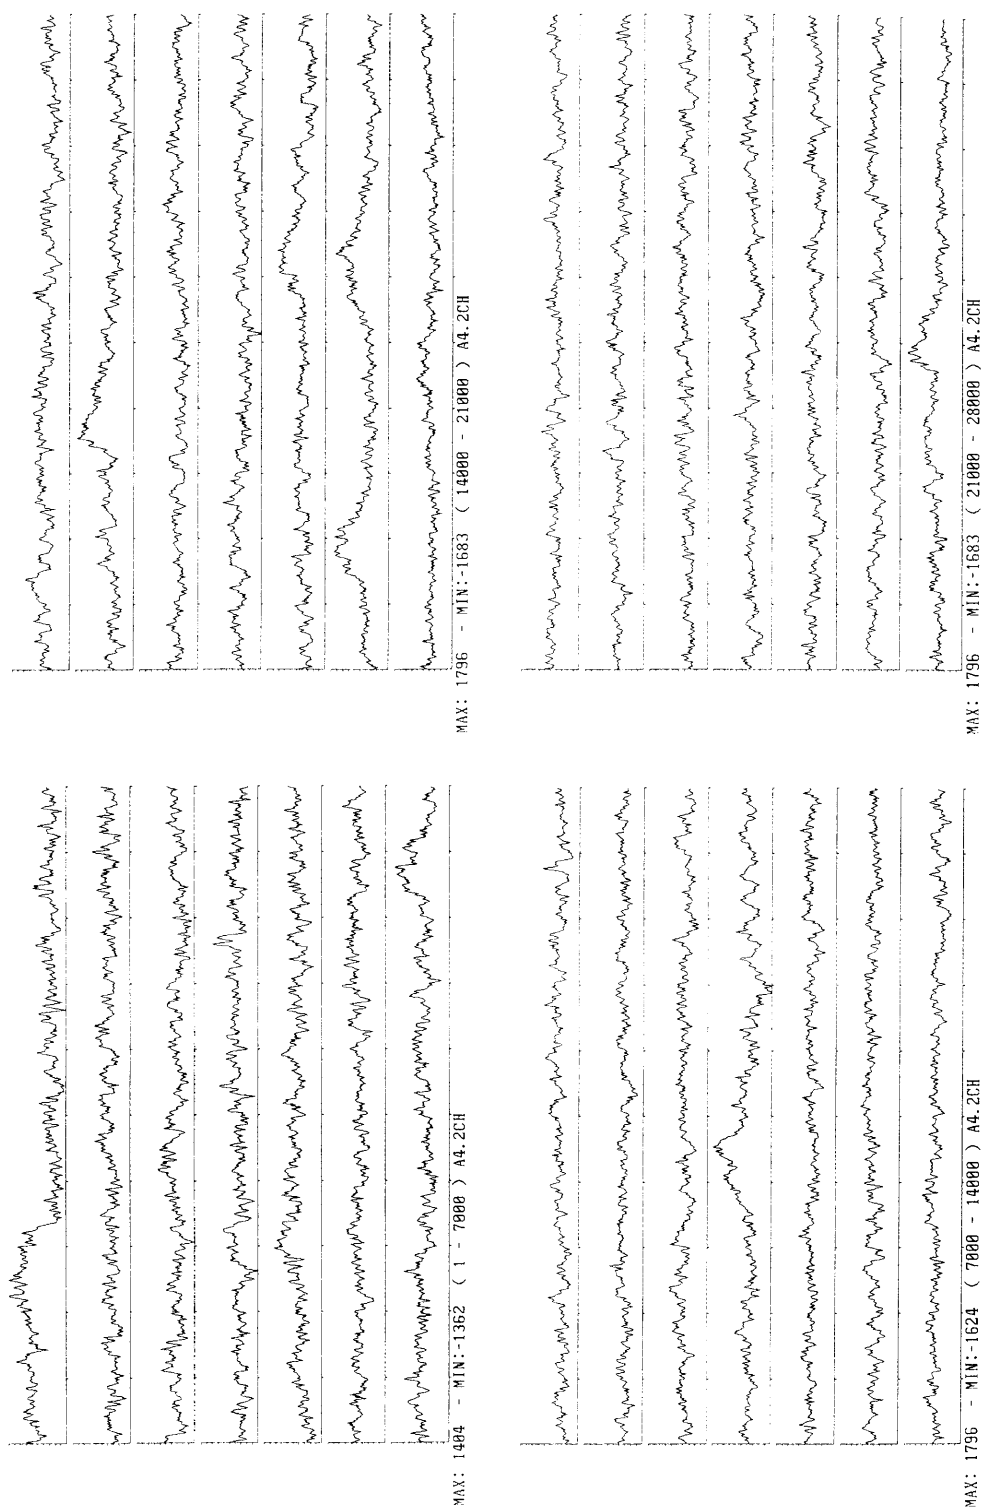 MAX: 1404 - MIN:-1362 ( 1 - 7000 ) A4.2CH
MAX: 1796 - MIN:-1683 ( 14000 - 21000 ) A4.2CH
MAX: 1796 - MIN:-1624 ( 7000 - 14000 ) A4.2CH
MAX: 1796 - MIN:-1683 ( 21000 - 28000 ) A4.2CH